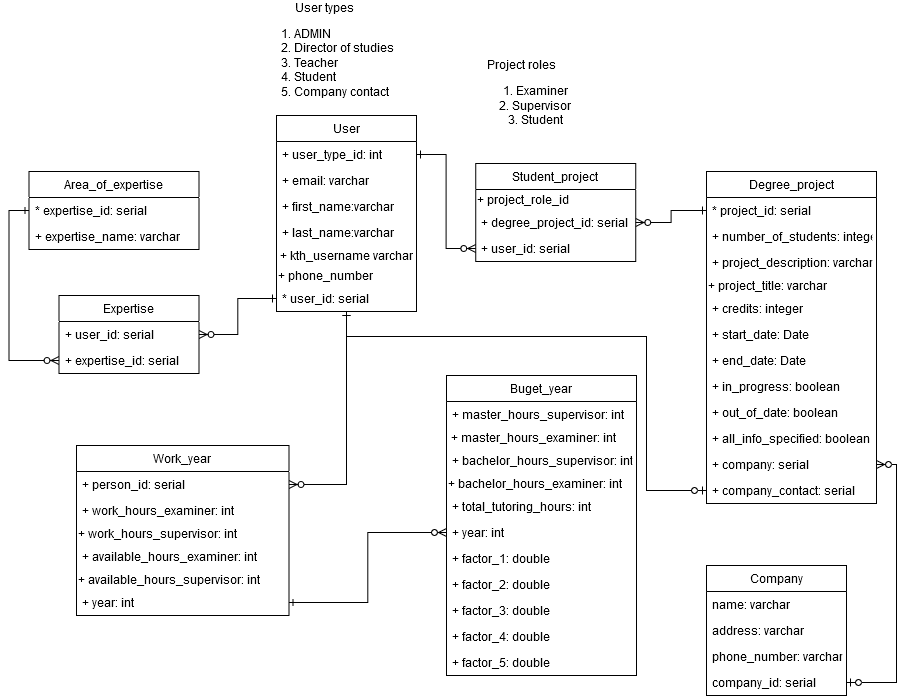 User types
1. ADMIN
2. Director of studies
3. Teacher
4. Student
5. Company contact
Project roles
1. Examiner
2. Supervisor
3. Student
User
+ user_type_id: int
+ email: varchar
+ first_name:varchar
+ last_name:varchar
+ kth_username varchar
+ phone_number
* user_id: serial
Area_of_expertise
* expertise_id: serial
+ expertise_name: varchar
Expertise
+ user_id: serial
+ expertise_id: serial
Student_project
+ project_role_id
+ degree_project_id: serial
+ user_id: serial
Degree_project
* project_id: serial
+ number_of_students: intege
+ project_description: varchar
+ project_title: varchar
+ credits: integer
+ start_date: Date
+ end_date: Date
+ in_progress: boolean
+ out_of_date: boolean
+ all_info_specified: boolean
+ company: serial
+ company_contact: serial
Work_year
+ person_id: serial
+ work_hours_examiner: int
+ work_hours_supervisor: int
+ available_hours_examiner: int
+ available_hours_supervisor: int
+ year: int
Buget_year
+ master_hours_supervisor: int
+ master_hours_examiner: int
+ bachelor_hours_supervisor: int
+ bachelor_hours_examiner: int
+ total_tutoring_hours: int
+ year: int
+ factor_1: double
+ factor_2: double
+ factor_3: double
+ factor_4: double
+ factor_5: double
Company
name: varchar
address: varchar
phone_number: varchar
company_id: serial